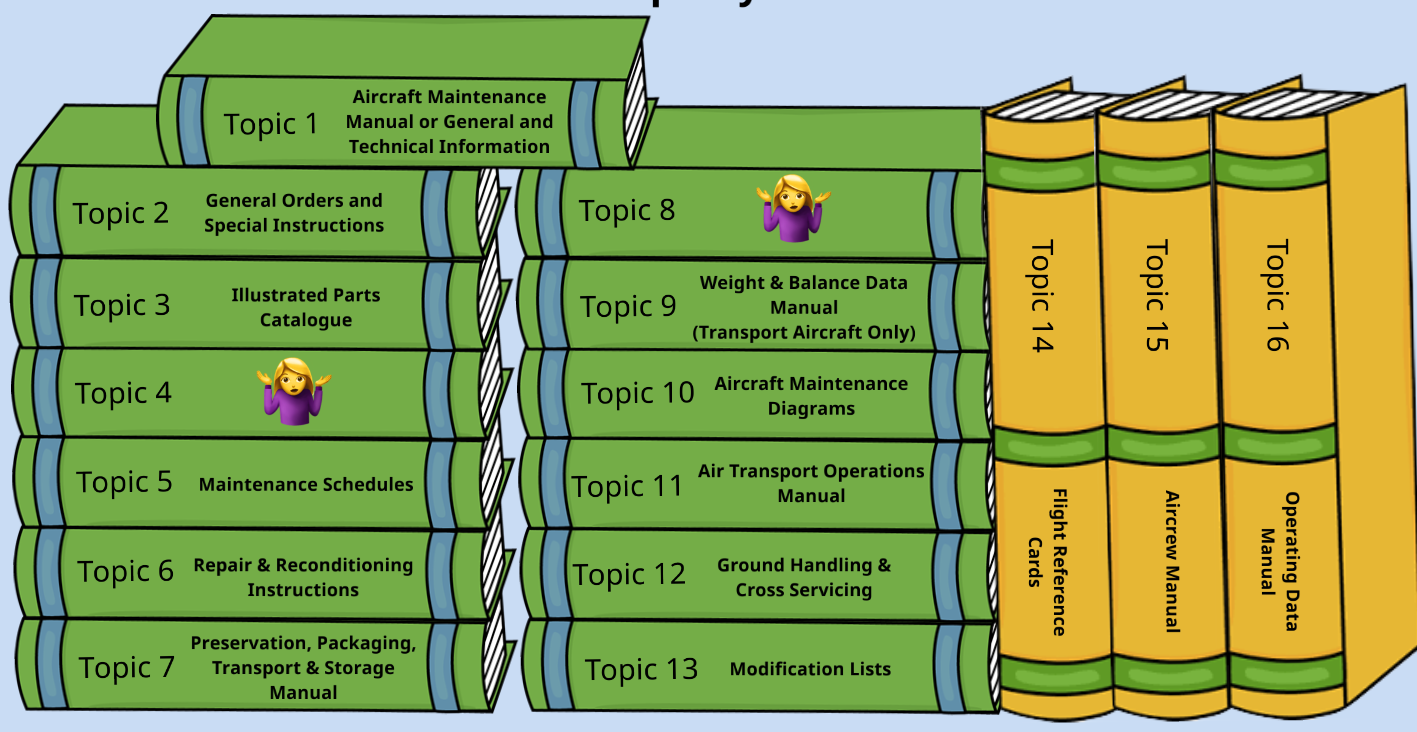 Topic 1
Aircraft Maintenance
Manual or General and
Technical Information
Topic 2
General Orders and
Special Instructions
Topic 3
Illustrated Parts
Catalogue
Topic 4
Topic 5
Maintenance Schedules
Topic 6
Repair & Reconditioning
Instructions
Topic 7
Preservation, Packaging,
Transport & Storage
Manual
Topic 8
Topic 9
Weight & Balance Data
Manual
(Transport Aircraft Only)
Topic 10
Aircraft Maintenance
Diagrams
Topic 11
Air Transport Operations
Manual
Topic 12
Ground Handling &
Cross Servicing
Topic 13
Modification Lists
Topic 14
Flight Reference
Cards
Topic 15
Aircrew Manual
Topic 16
Operating Data
Manual